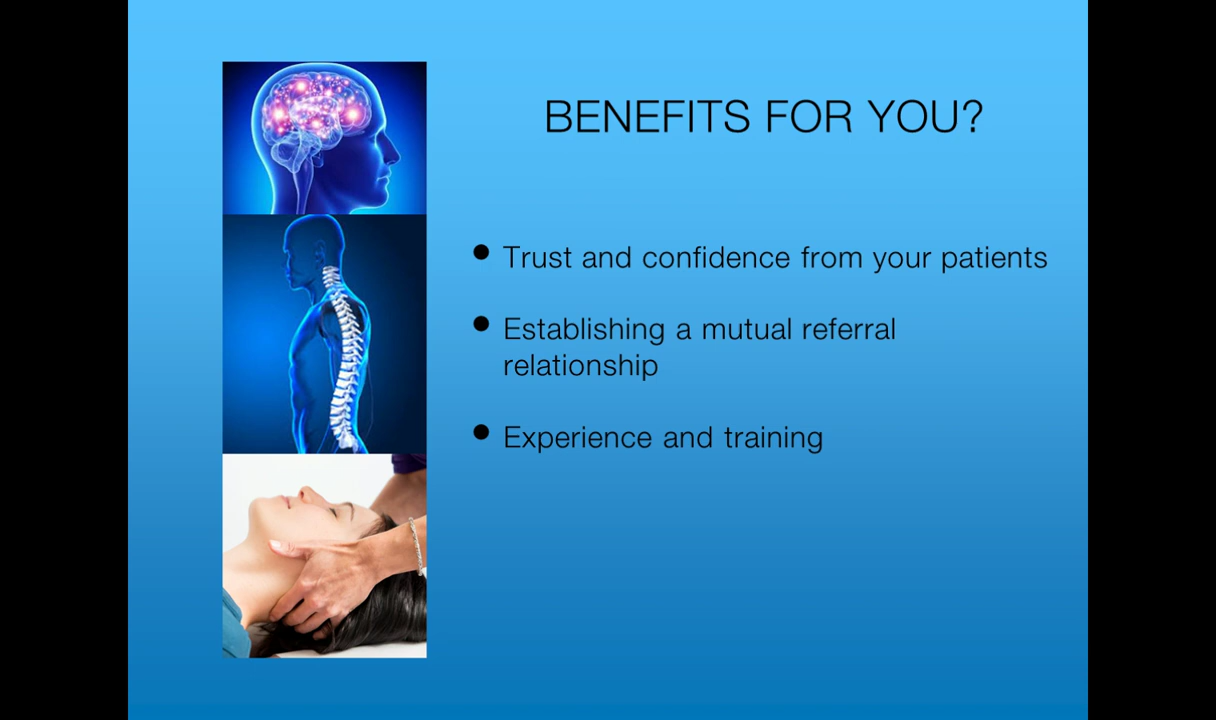 BENEFITS FOR YOU?
• Trust and confidence from your patients
• Establishing a mutual referral
relationship
• Experience and training